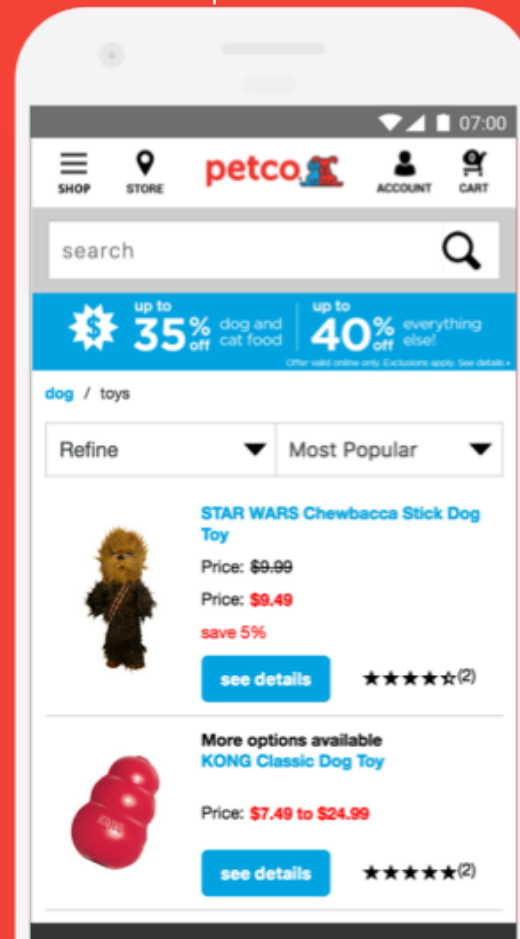 07:00
SHOP
STORE
petco
ACCOUNT
0
CART
search
up to
35% off
dog and cat food
up to
40% off
everything else!
Offer valid online only. Exclusions apply. See details
dog / toys
Refine
Most Popular
STAR WARS Chewbacca Stick Dog
Toy
Price: $9.99
Price: $9.49
save 5%
see details
(2)
KONG
More options available
KONG Classic Dog Toy
Price: $7.49 to $24.99
see details
(2)